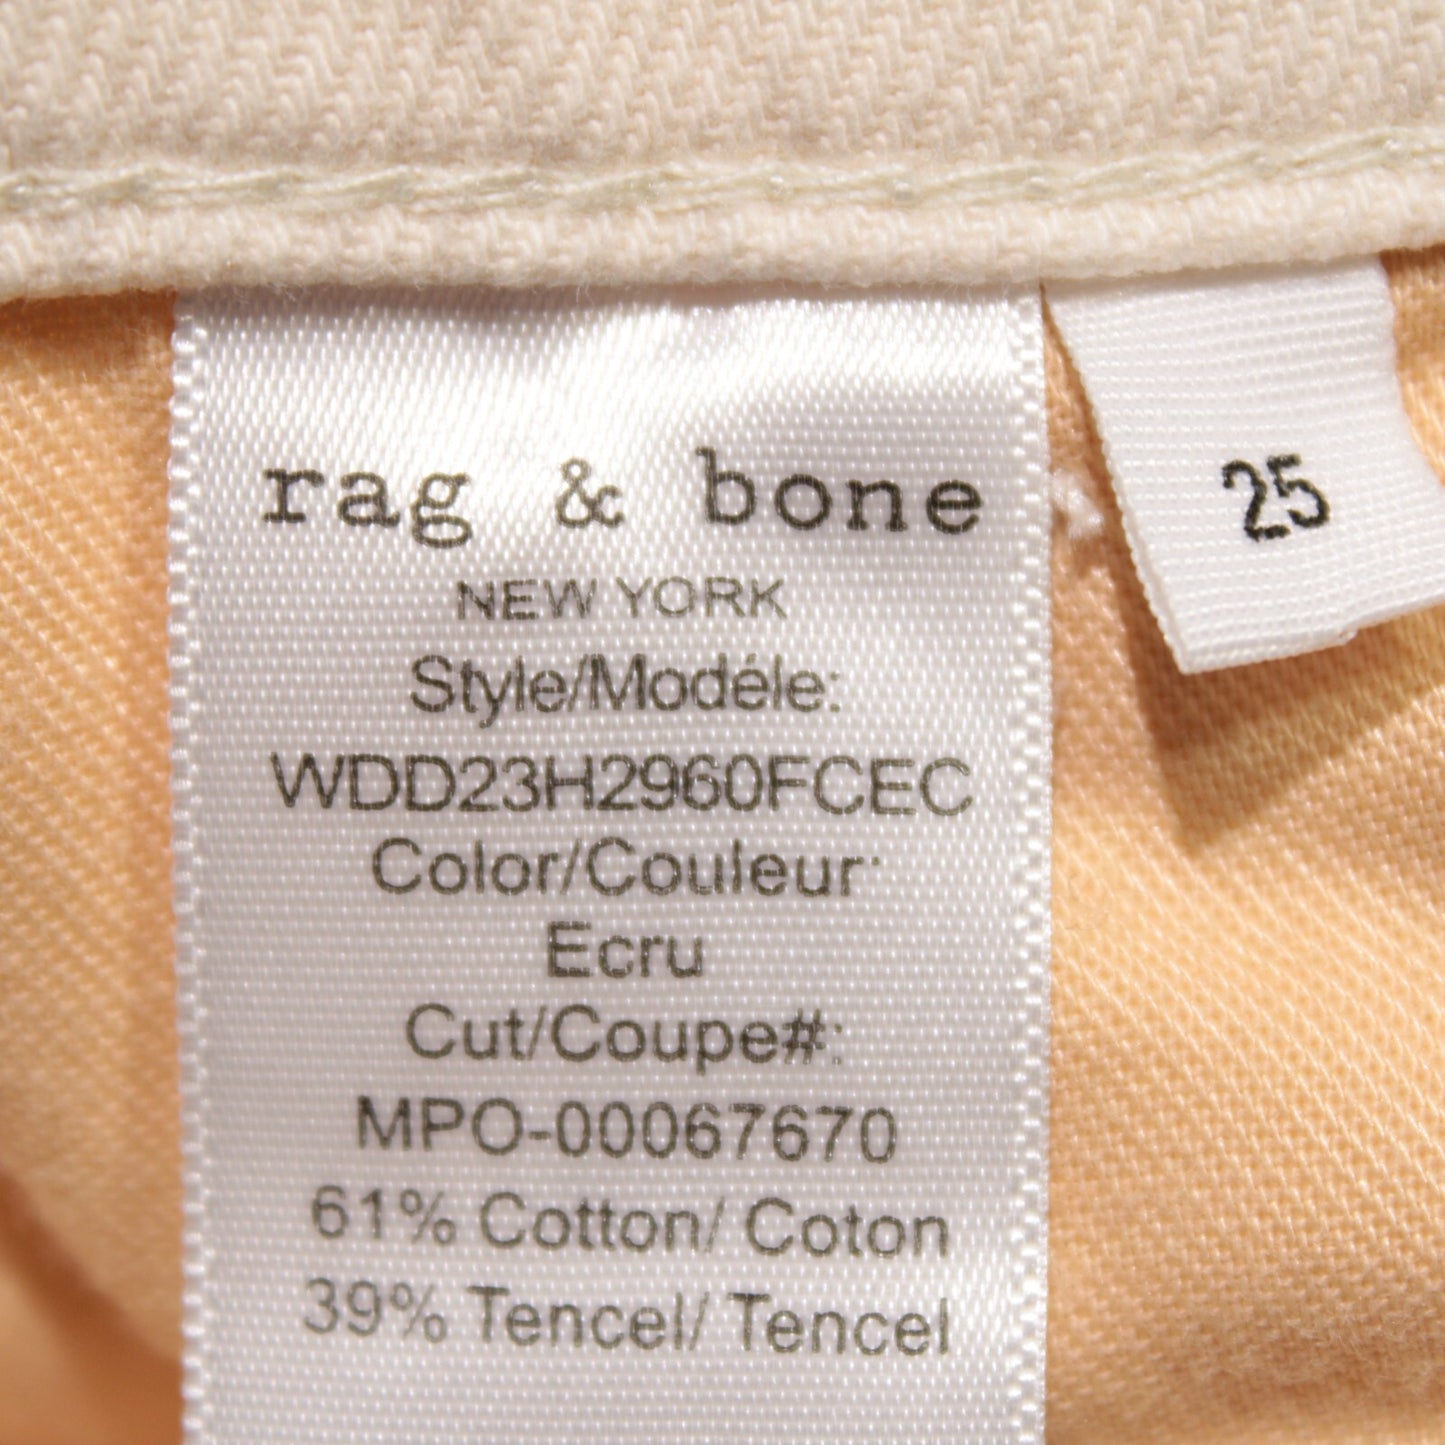 rag & bone
NEW YORK
Style/Modéle:
WDD23H2960FCEC
Color/Couleur:
Ecru
Cut/Coupe#:
MPO-00067670
61% Cotton/ Coton
39% Tencel/ Tencel
25